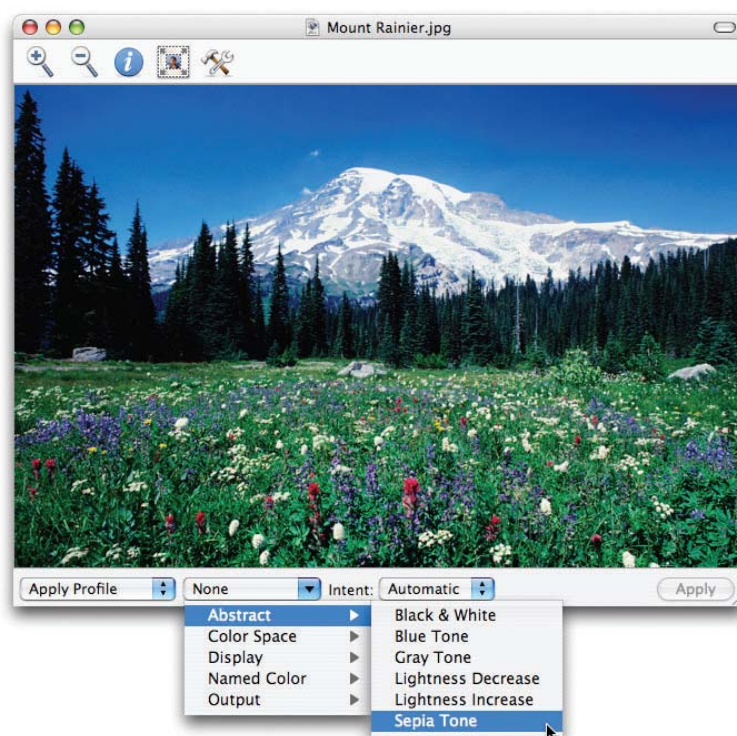 Mount Rainier.jpg
Apply Profile None Intent: Automatic Apply
Abstract
Color Space
Display
Named Color
Output
Black & White
Blue Tone
Gray Tone
Lightness Decrease
Lightness Increase
Sepia Tone